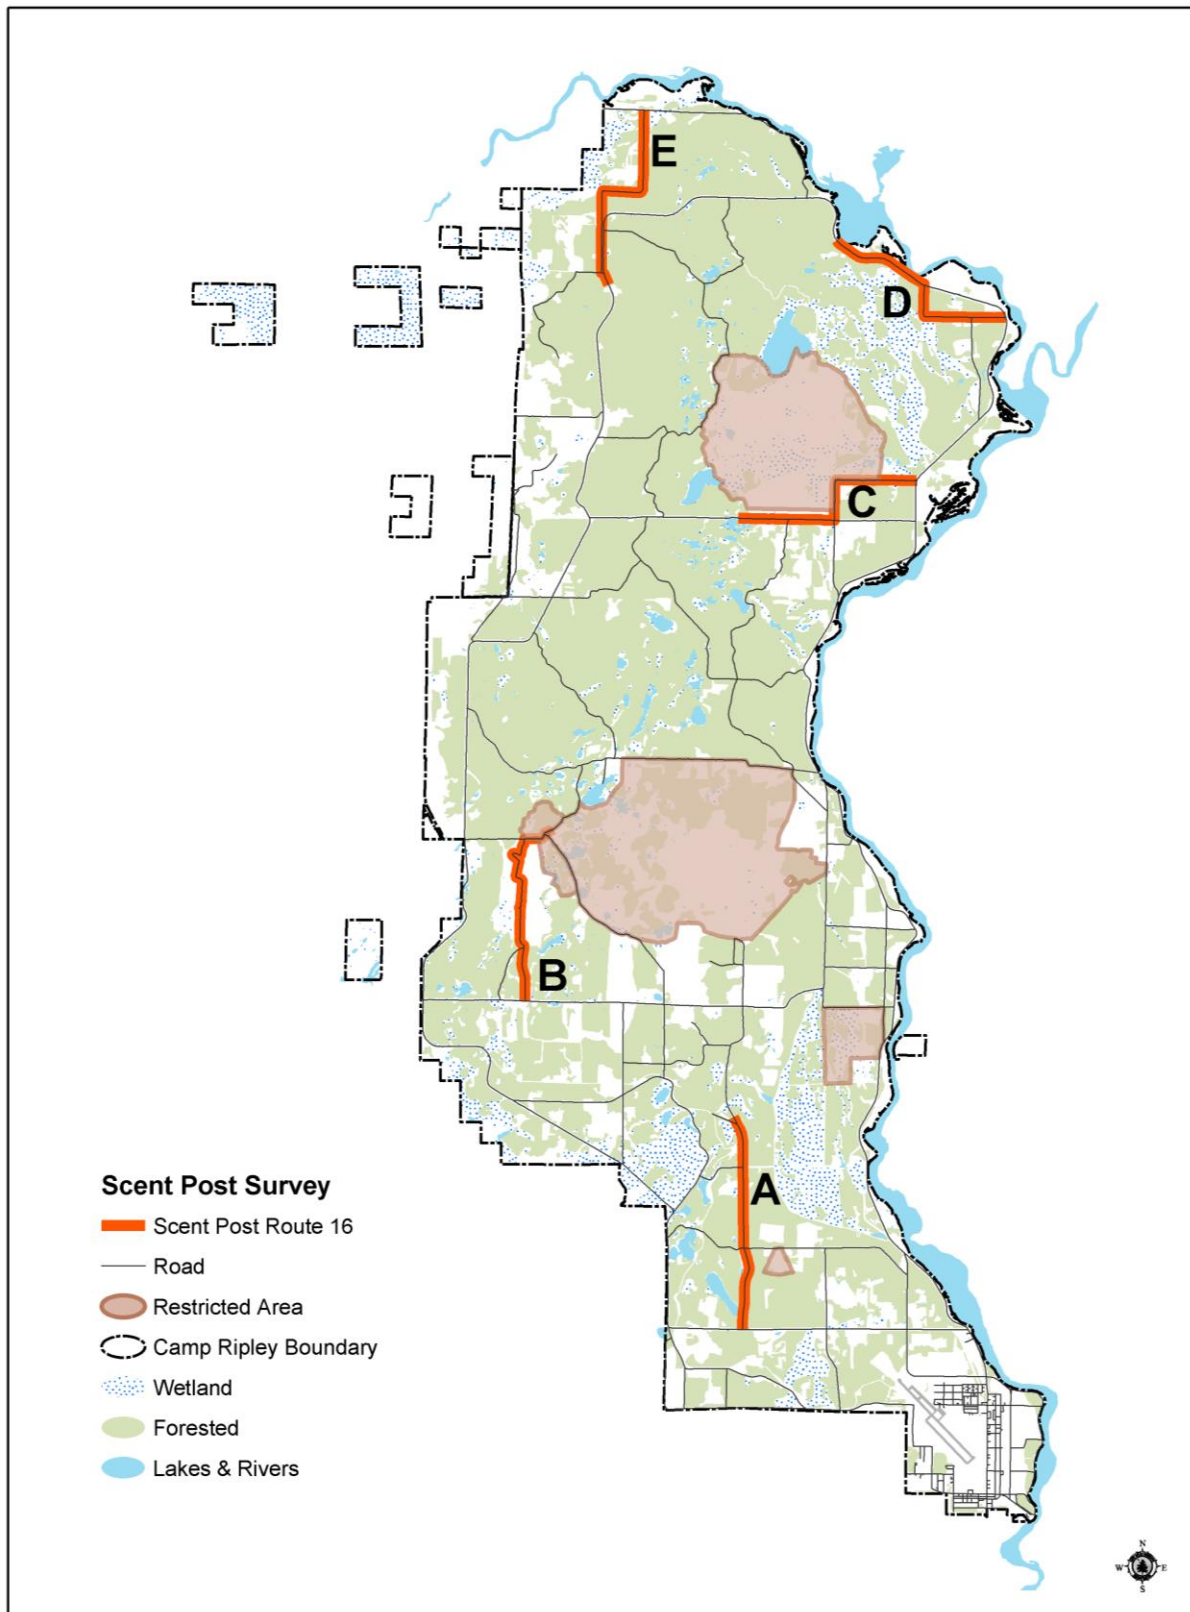 E
D
C
B
A
Scent Post Survey
Scent Post Route 16
Road
Restricted Area
Camp Ripley Boundary
Wetland
Forested
Lakes & Rivers
N
W E
S